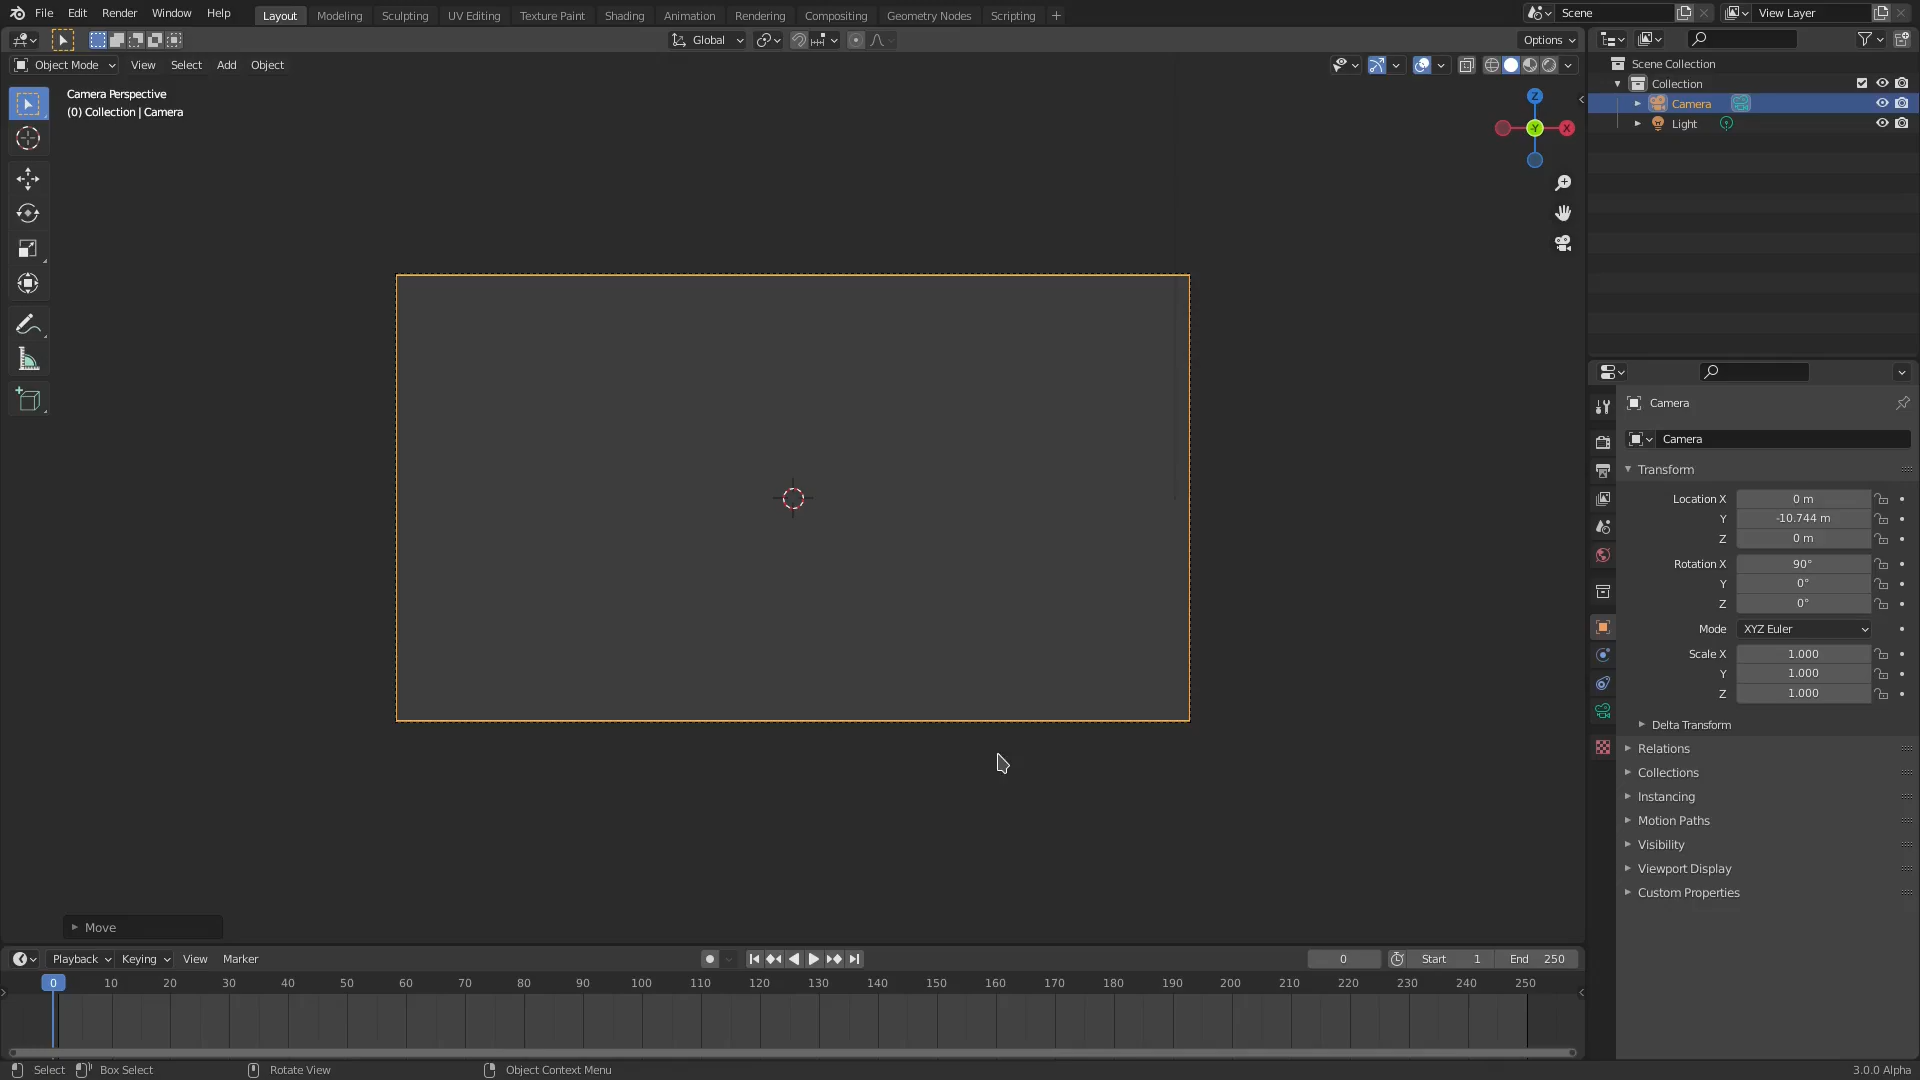 File Edit Render Window Help Layout Modeling Sculpting UV Editing Texture Paint Shading Animation Rendering Compositing Geometry Nodes Scripting + Scene View Layer
Global Options
Object Mode View Select Add Object
Scene Collection
Collection
Camera
Light
Camera Perspective
(0) Collection | Camera
Z
Y
X
Camera
Camera
Transform
Location X 0 m
Y -10.744 m
Z 0 m
Rotation X 90°
Y 0°
Z 0°
Mode XYZ Euler
Scale X 1.000
Y 1.000
Z 1.000
Delta Transform
Relations
Collections
Instancing
Motion Paths
Visibility
Viewport Display
Custom Properties
Move
Playback Keying View Marker 0 Start 1 End 250
0 10 20 30 40 50 60 70 80 90 100 110 120 130 140 150 160 170 180 190 200 210 220 230 240 250
Select Box Select Rotate View Object Context Menu 3.0.0 Alpha